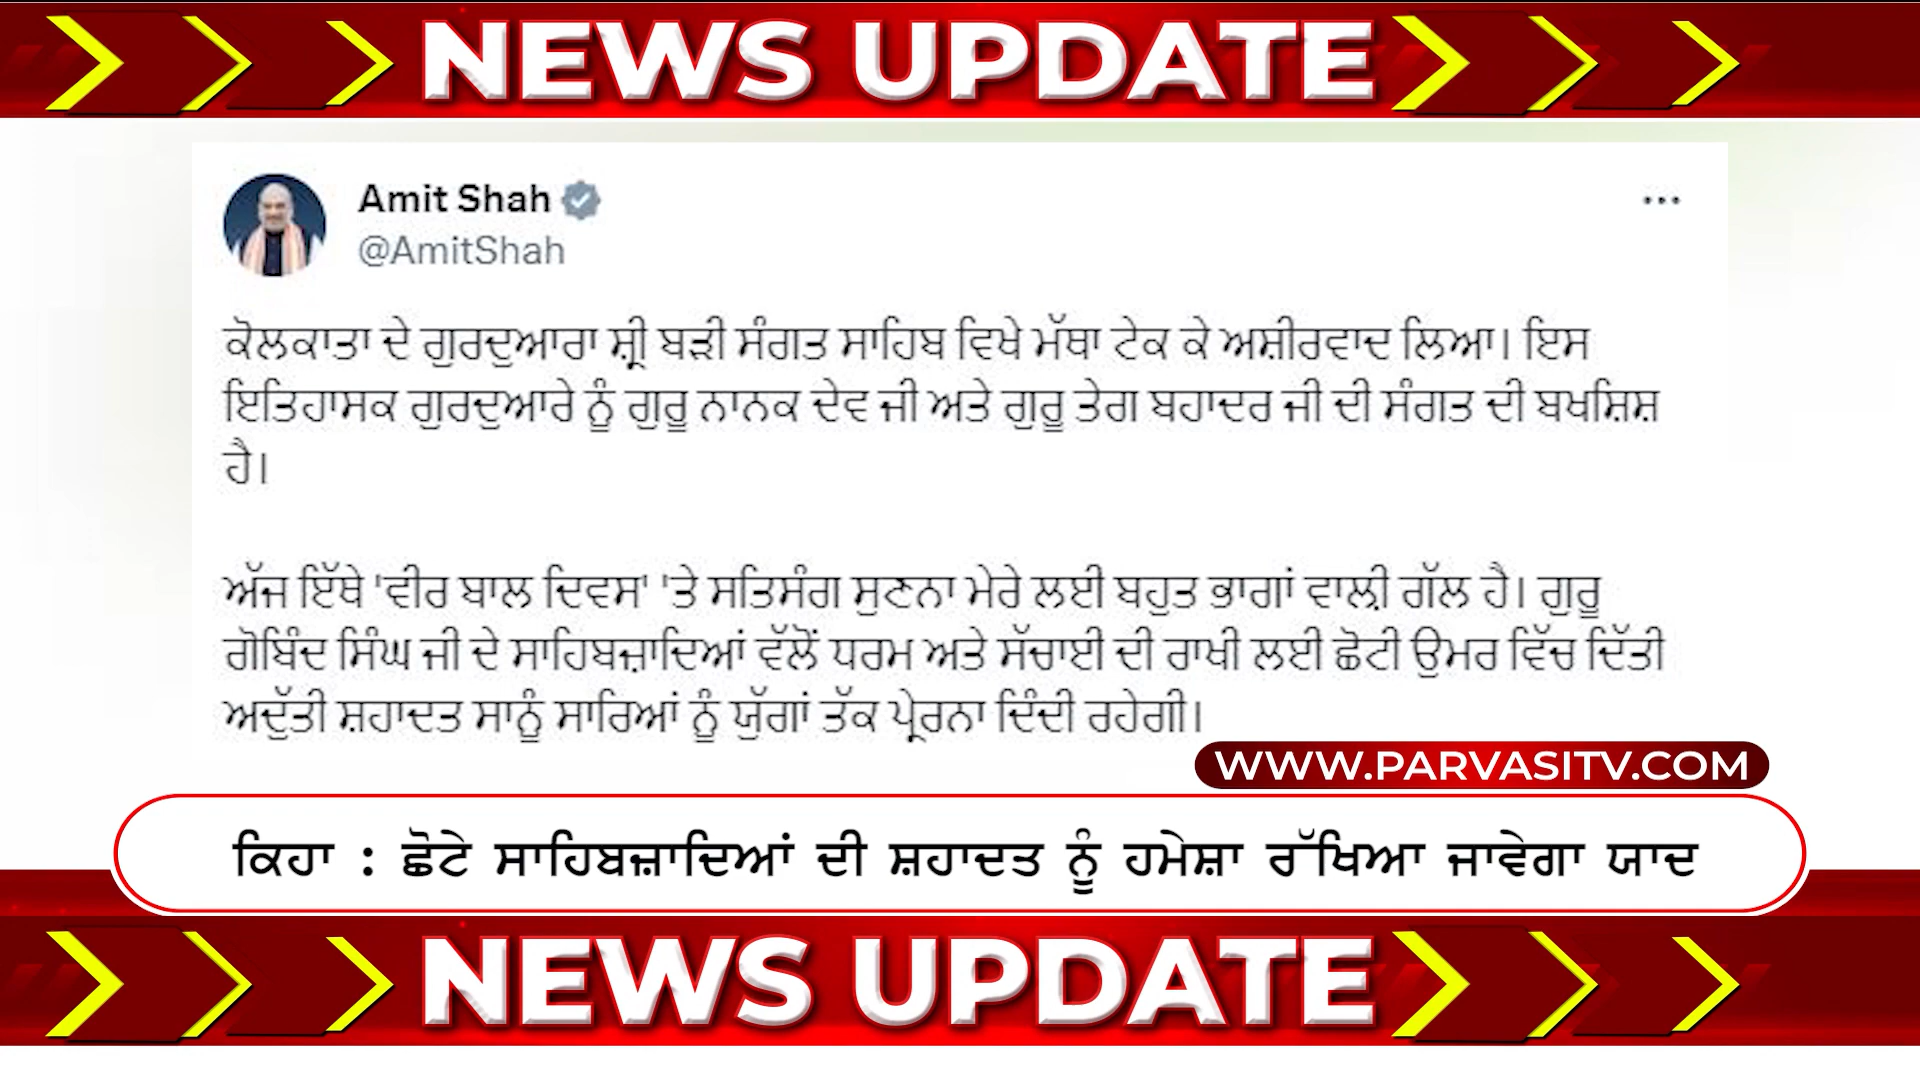 NEWS UPDATE
Amit Shah
@AmitShah
ਕੋਲਕਾਤਾ ਦੇ ਗੁਰਦੁਆਰਾ ਸ਼੍ਰੀ ਬੜੀ ਸੰਗਤ ਸਾਹਿਬ ਵਿਖੇ ਮੱਥਾ ਟੇਕ ਕੇ ਅਸ਼ੀਰਵਾਦ ਲਿਆ। ਇਸ
ਇਤਿਹਾਸਕ ਗੁਰਦੁਆਰੇ ਨੂੰ ਗੁਰੂ ਨਾਨਕ ਦੇਵ ਜੀ ਅਤੇ ਗੁਰੂ ਤੇਗ ਬਹਾਦਰ ਜੀ ਦੀ ਸੰਗਤ ਦੀ ਬਖਸ਼ਿਸ਼
ਹੈ।
ਅੱਜ ਇੱਥੇ 'ਵੀਰ ਬਾਲ ਦਿਵਸ' 'ਤੇ ਸਤਿਸੰਗ ਸੁਣਨਾ ਮੇਰੇ ਲਈ ਬਹੁਤ ਭਾਗਾਂ ਵਾਲੀ ਗੱਲ ਹੈ। ਗੁਰੂ
ਗੋਬਿੰਦ ਸਿੰਘ ਜੀ ਦੇ ਸਾਹਿਬਜ਼ਾਦਿਆਂ ਵੱਲੋਂ ਧਰਮ ਅਤੇ ਸੱਚਾਈ ਦੀ ਰਾਖੀ ਲਈ ਛੋਟੀ ਉਮਰ ਵਿੱਚ ਦਿੱਤੀ
ਅਦੁੱਤੀ ਸ਼ਹਾਦਤ ਸਾਨੂੰ ਸਾਰਿਆਂ ਨੂੰ ਯੁੱਗਾਂ ਤੱਕ ਪ੍ਰੇਰਨਾ ਦਿੰਦੀ ਰਹੇਗੀ।
WWW.PARVASITV.COM
ਕਿਹਾ : ਛੋਟੇ ਸਾਹਿਬਜ਼ਾਦਿਆਂ ਦੀ ਸ਼ਹਾਦਤ ਨੂੰ ਹਮੇਸ਼ਾ ਰੱਖਿਆ ਜਾਵੇਗਾ ਯਾਦ
NEWS UPDATE